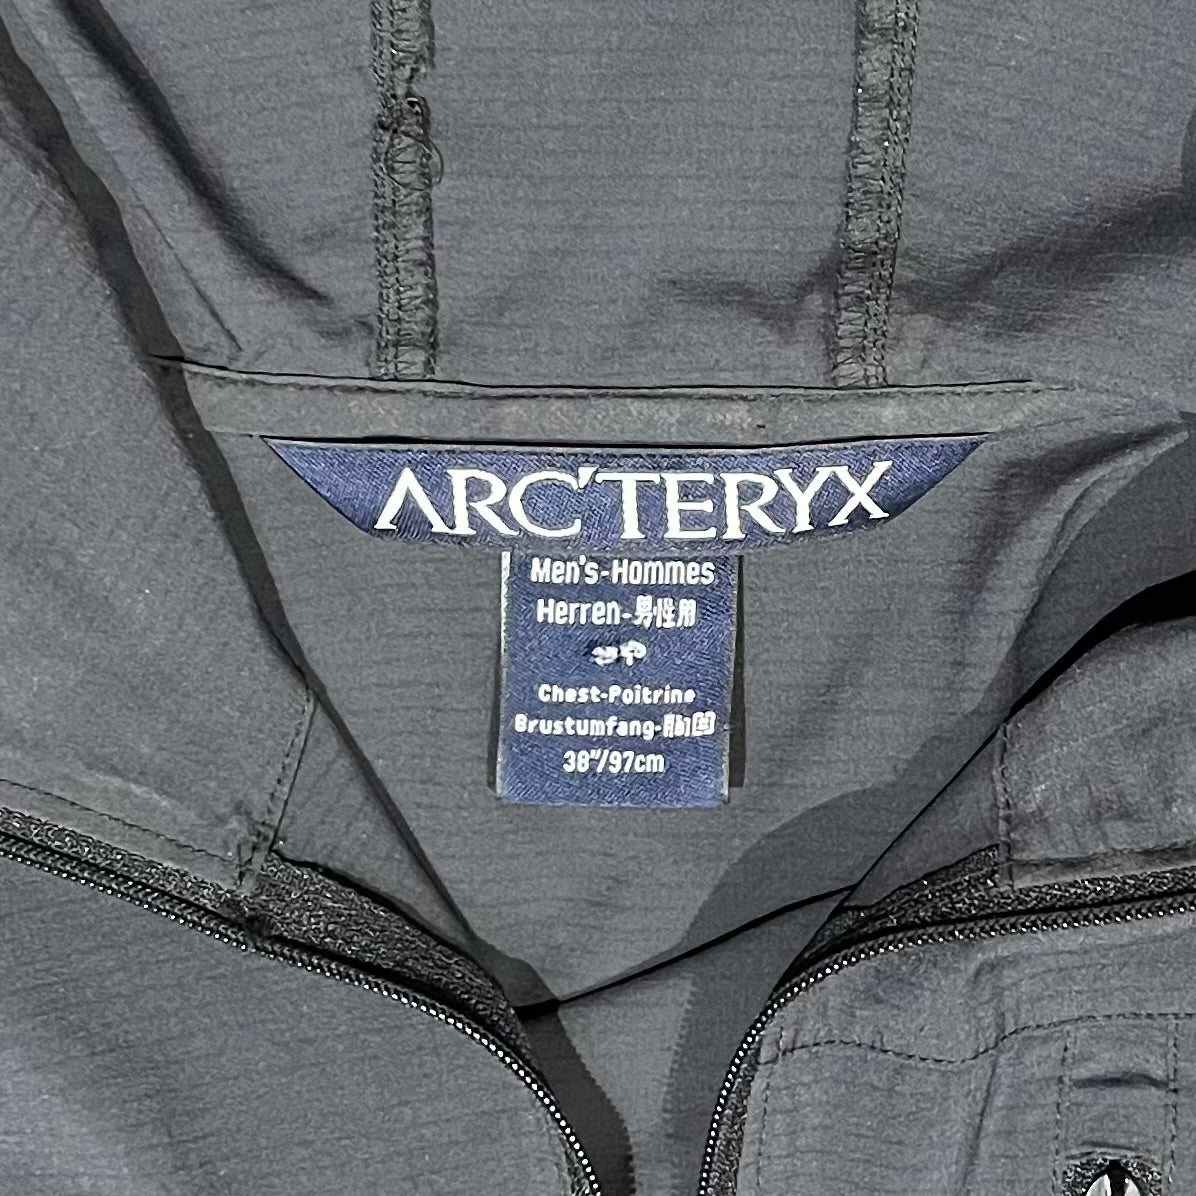 ARC'TERYX
Men's-Hommes
Herren-男性用
Chest-Poitrine
Brustumfang-胸囲
38"/97cm